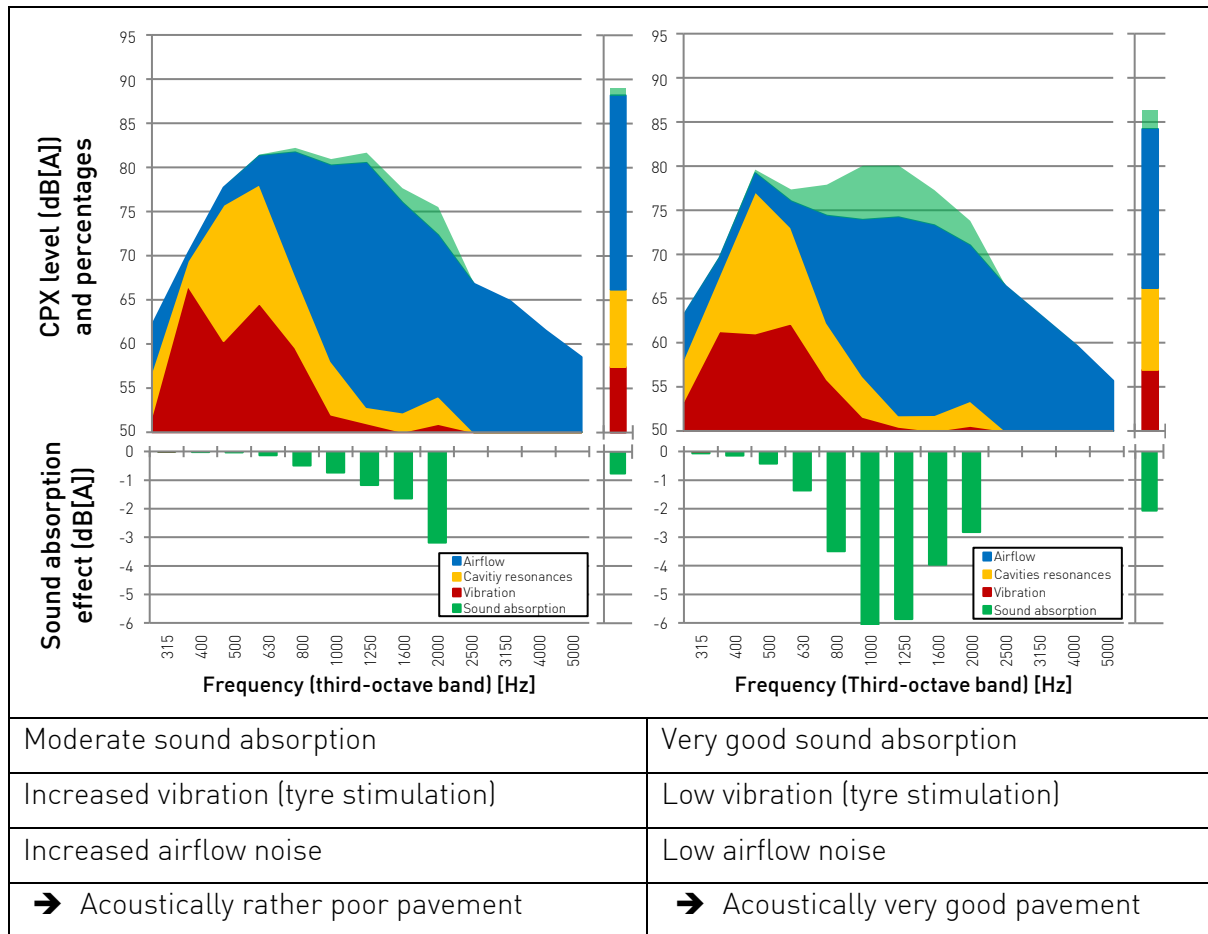 CPX level (dB[A])
and percentages
95
90
85
80
75
70
65
60
55
50
95
90
85
80
75
70
65
60
55
50
Sound absorption
effect (dB[A])
0
-1
-2
-3
-4
-5
-6
Airflow
Cavitiy resonances
Vibration
Sound absorption
0
-1
-2
-3
-4
-5
-6
Airflow
Cavities resonances
Vibration
Sound absorption
315 400 500 630 800 1000 1250 1600 2000 2500 3150 4000 5000
Frequency (third-octave band) [Hz]
315 400 500 630 800 1000 1250 1600 2000 2500 3150 4000 5000
Frequency (Third-octave band) [Hz]
Moderate sound absorption
Very good sound absorption
Increased vibration (tyre stimulation)
Low vibration (tyre stimulation)
Increased airflow noise
Low airflow noise
➔ Acoustically rather poor pavement
➔ Acoustically very good pavement